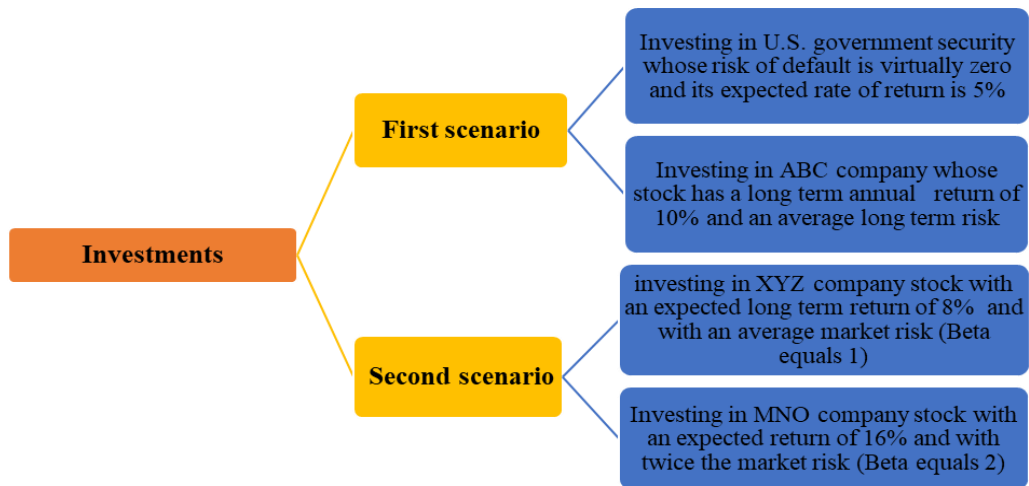 Investments
First scenario
Investing in U.S. government security
whose risk of default is virtually zero
and its expected rate of return is 5%
Investing in ABC company whose
stock has a long term annual return of
10% and an average long term risk
Second scenario
investing in XYZ company stock with
an expected long term return of 8% and
with an average market risk (Beta
equals 1)
Investing in MNO company stock with
an expected return of 16% and with
twice the market risk (Beta equals 2)